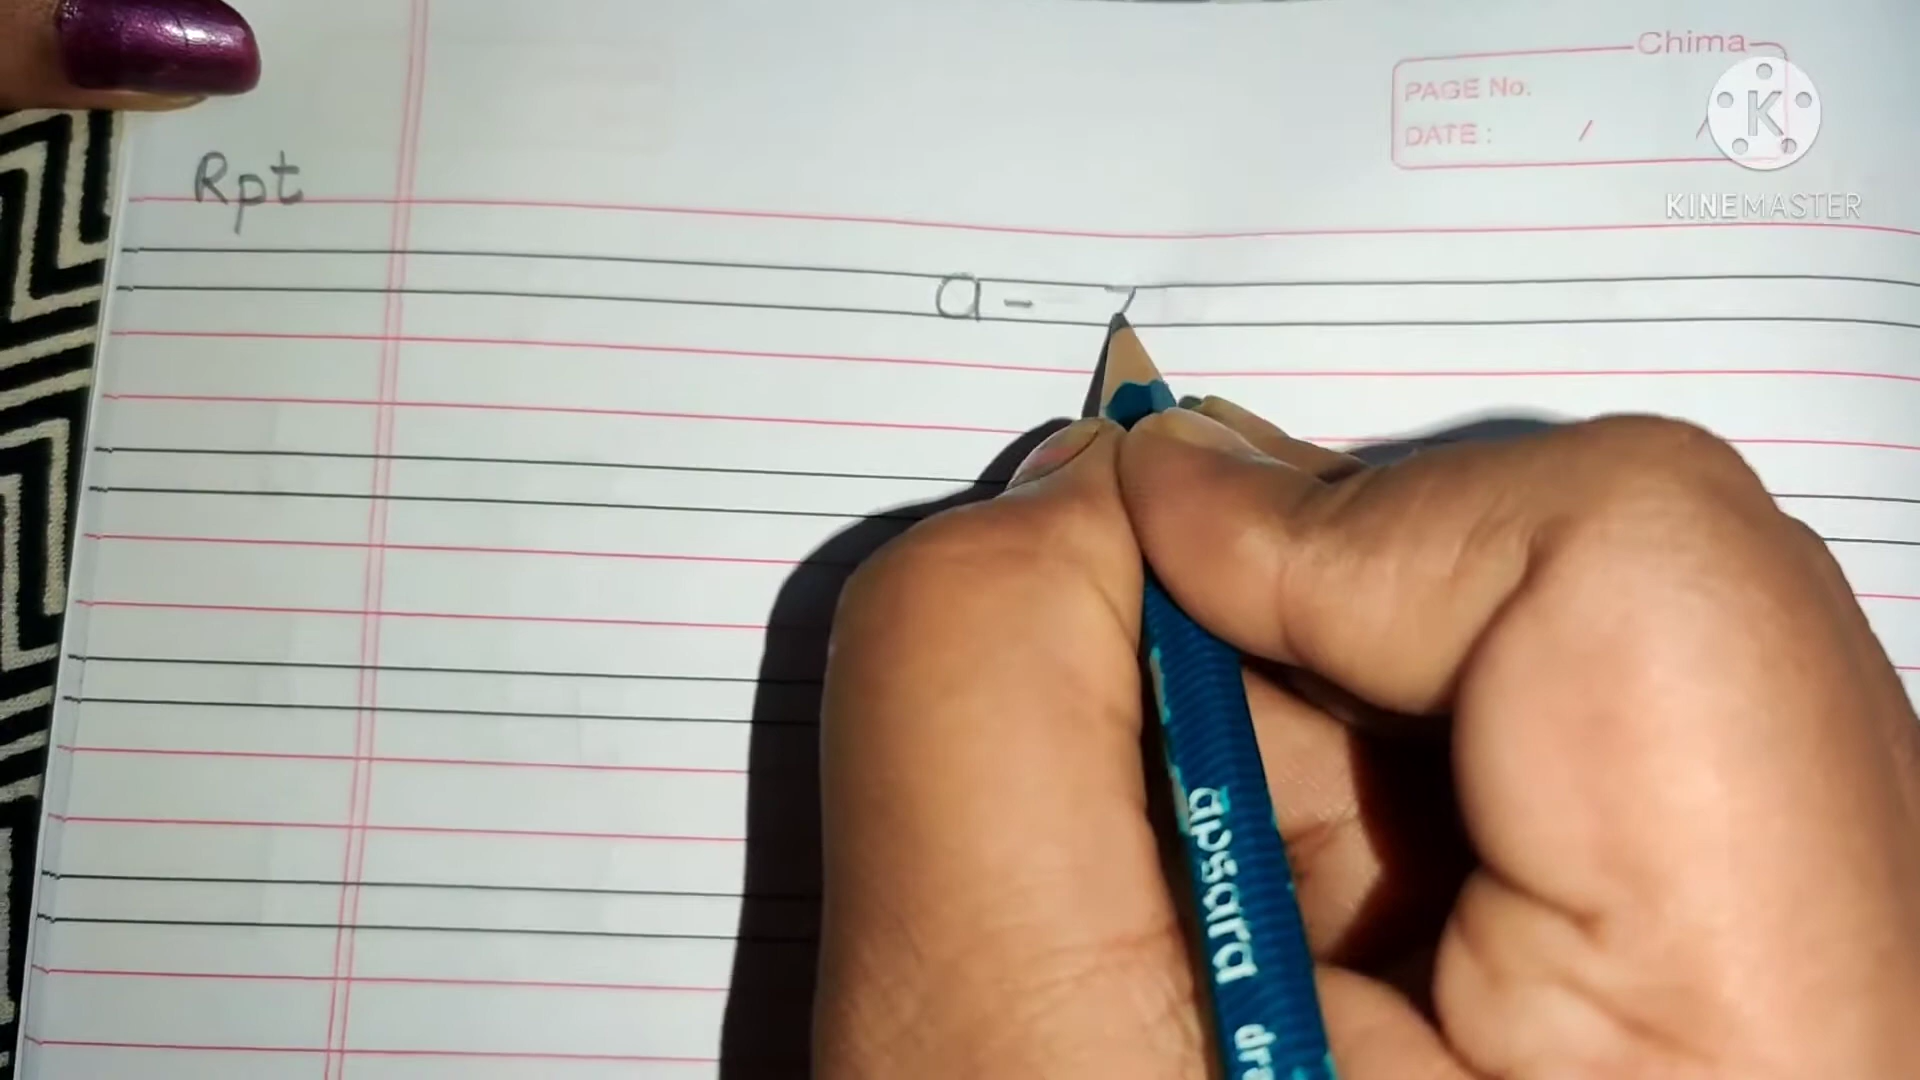 Chima
PAGE No.
DATE : / /
K
KINEMASTER
Rpt
a - z
apsara